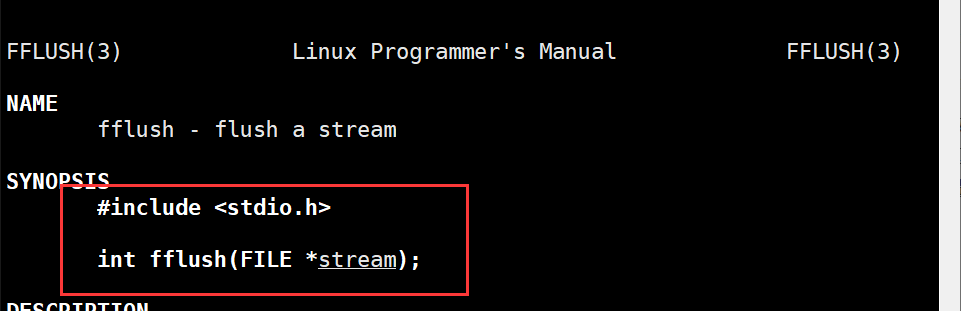 FFLUSH(3) Linux Programmer's Manual FFLUSH(3)
NAME
fflush - flush a stream
SYNOPSIS
#include <stdio.h>
int fflush(FILE *stream);
DESCRIPTION